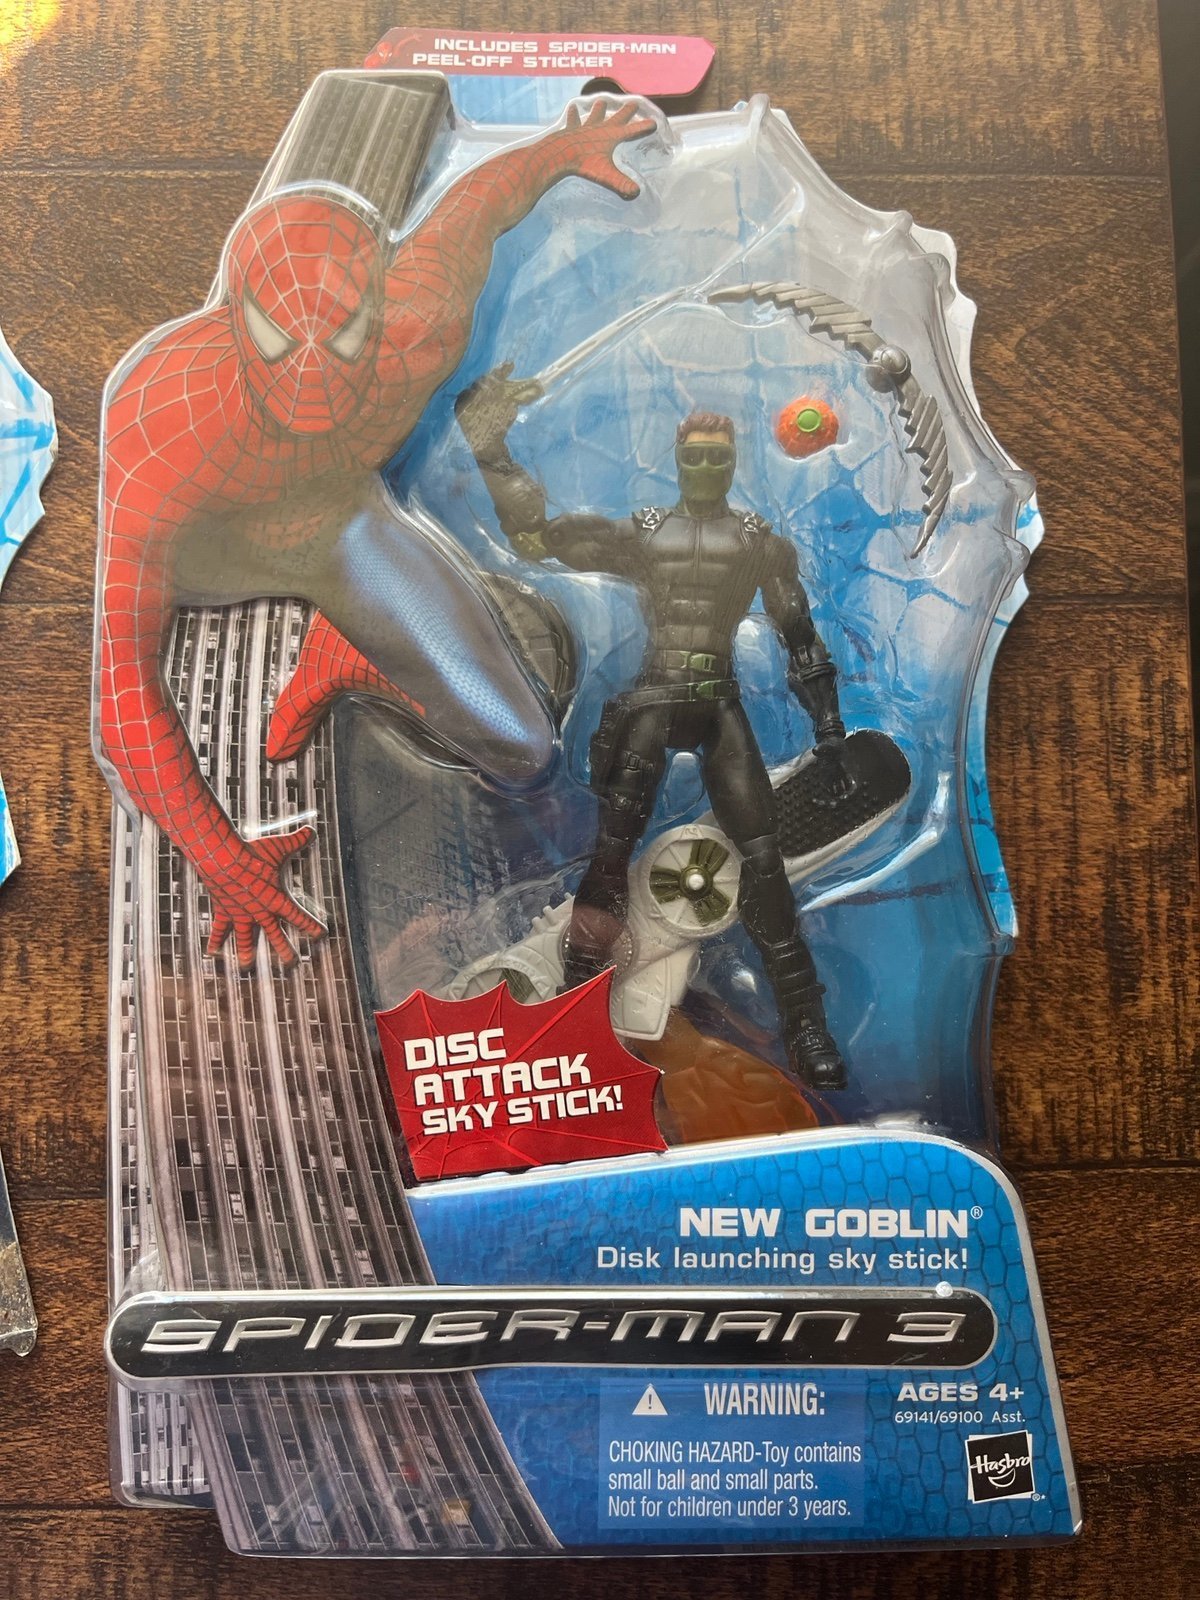 INCLUDES SPIDER-MAN
PEEL-OFF STICKER
DISC
ATTACK
SKY STICK!
NEW GOBLIN®
Disk launching sky stick!
SPIDER-MAN 3
WARNING:
CHOKING HAZARD-Toy contains
small ball and small parts.
Not for children under 3 years.
AGES 4+
69141/69100 Asst.
Hasbro